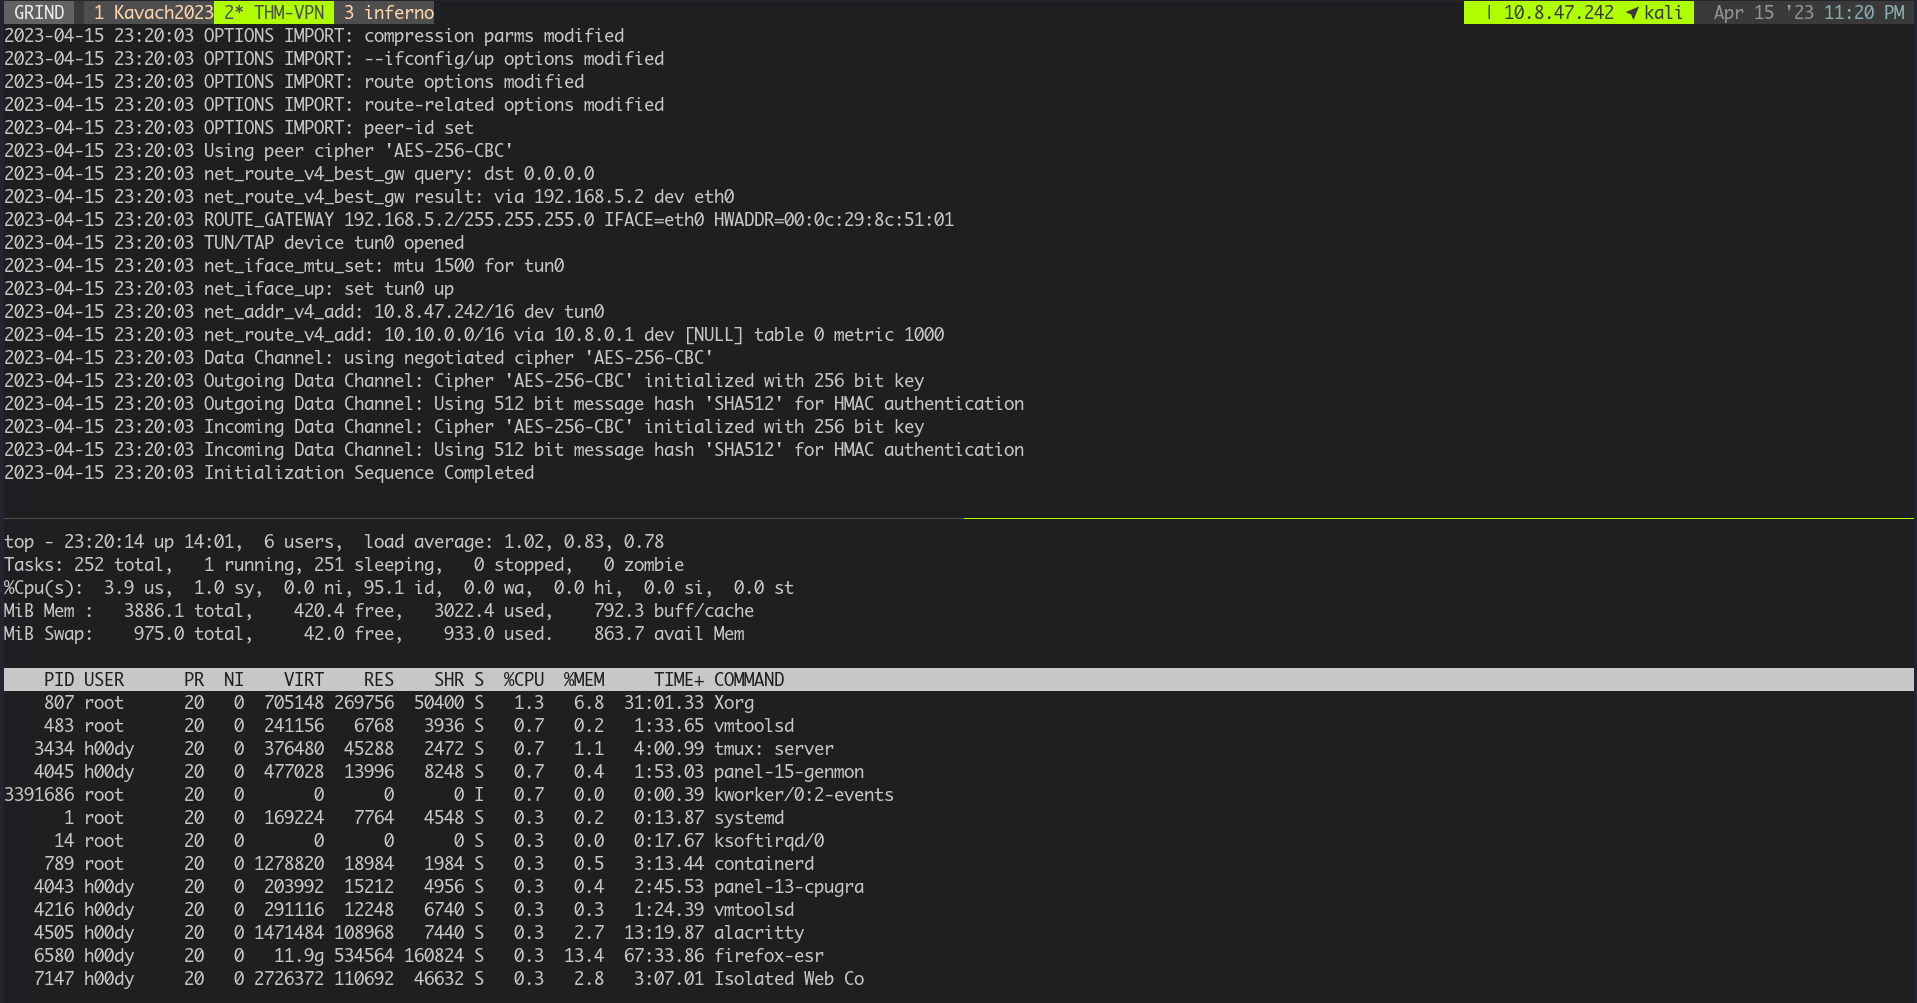 GRIND 1 Kavach2023 2* THM-VPN 3 inferno | 10.8.47.242 kali Apr 15 '23 11:20 PM
2023-04-15 23:20:03 OPTIONS IMPORT: compression parms modified
2023-04-15 23:20:03 OPTIONS IMPORT: --ifconfig/up options modified
2023-04-15 23:20:03 OPTIONS IMPORT: route options modified
2023-04-15 23:20:03 OPTIONS IMPORT: route-related options modified
2023-04-15 23:20:03 OPTIONS IMPORT: peer-id set
2023-04-15 23:20:03 Using peer cipher 'AES-256-CBC'
2023-04-15 23:20:03 net_route_v4_best_gw query: dst 0.0.0.0
2023-04-15 23:20:03 net_route_v4_best_gw result: via 192.168.5.2 dev eth0
2023-04-15 23:20:03 ROUTE_GATEWAY 192.168.5.2/255.255.255.0 IFACE=eth0 HWADDR=00:0c:29:8c:51:01
2023-04-15 23:20:03 TUN/TAP device tun0 opened
2023-04-15 23:20:03 net_iface_mtu_set: mtu 1500 for tun0
2023-04-15 23:20:03 net_iface_up: set tun0 up
2023-04-15 23:20:03 net_addr_v4_add: 10.8.47.242/16 dev tun0
2023-04-15 23:20:03 net_route_v4_add: 10.10.0.0/16 via 10.8.0.1 dev [NULL] table 0 metric 1000
2023-04-15 23:20:03 Data Channel: using negotiated cipher 'AES-256-CBC'
2023-04-15 23:20:03 Outgoing Data Channel: Cipher 'AES-256-CBC' initialized with 256 bit key
2023-04-15 23:20:03 Outgoing Data Channel: Using 512 bit message hash 'SHA512' for HMAC authentication
2023-04-15 23:20:03 Incoming Data Channel: Cipher 'AES-256-CBC' initialized with 256 bit key
2023-04-15 23:20:03 Incoming Data Channel: Using 512 bit message hash 'SHA512' for HMAC authentication
2023-04-15 23:20:03 Initialization Sequence Completed
top - 23:20:14 up 14:01,  6 users,  load average: 1.02, 0.83, 0.78
Tasks: 252 total,   1 running, 251 sleeping,   0 stopped,   0 zombie
%Cpu(s):  3.9 us,  1.0 sy,  0.0 ni, 95.1 id,  0.0 wa,  0.0 hi,  0.0 si,  0.0 st
MiB Mem :   3886.1 total,    420.4 free,   3022.4 used,    792.3 buff/cache
MiB Swap:    975.0 total,     42.0 free,    933.0 used.    863.7 avail Mem
PID USER      PR  NI    VIRT    RES    SHR S  %CPU  %MEM     TIME+ COMMAND
807 root      20   0  705148 269756  50400 S   1.3   6.8  31:01.33 Xorg
483 root      20   0  241156   6768   3936 S   0.7   0.2   1:33.65 vmtoolsd
3434 h00dy     20   0  376480  45288   2472 S   0.7   1.1   4:00.99 tmux: server
4045 h00dy     20   0  477028  13996   8248 S   0.7   0.4   1:53.03 panel-15-genmon
3391686 root      20   0       0      0      0 I   0.7   0.0   0:00.39 kworker/0:2-events
1 root      20   0  169224   7764   4548 S   0.3   0.2   0:13.87 systemd
14 root      20   0       0      0      0 S   0.3   0.0   0:17.67 ksoftirqd/0
789 root      20   0 1278820  18984   1984 S   0.3   0.5   3:13.44 containerd
4043 h00dy     20   0  203992  15212   4956 S   0.3   0.4   2:45.53 panel-13-cpugra
4216 h00dy     20   0  291116  12248   6740 S   0.3   0.3   1:24.39 vmtoolsd
4505 h00dy     20   0 1471484 108968   7440 S   0.3   2.7  13:19.87 alacritty
6580 h00dy     20   0   11.9g 534564 160824 S   0.3  13.4  67:33.86 firefox-esr
7147 h00dy     20   0 2726372 110692  46632 S   0.3   2.8   3:07.01 Isolated Web Co